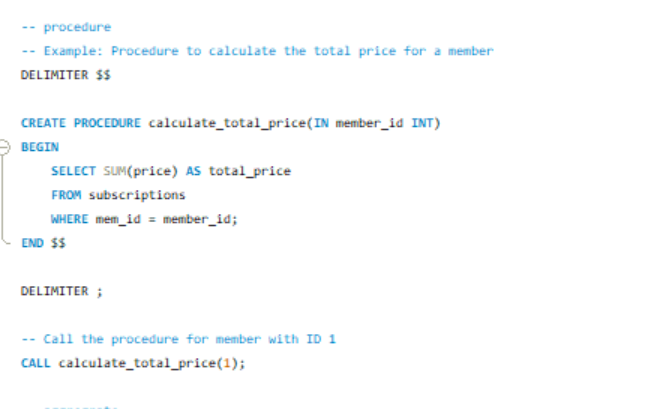 -- procedure
-- Example: Procedure to calculate the total price for a member
DELIMITER $$
CREATE PROCEDURE calculate_total_price(IN member_id INT)
BEGIN
SELECT SUM(price) AS total_price
FROM subscriptions
WHERE mem_id = member_id;
END $$
DELIMITER ;
-- Call the procedure for member with ID 1
CALL calculate_total_price(1);